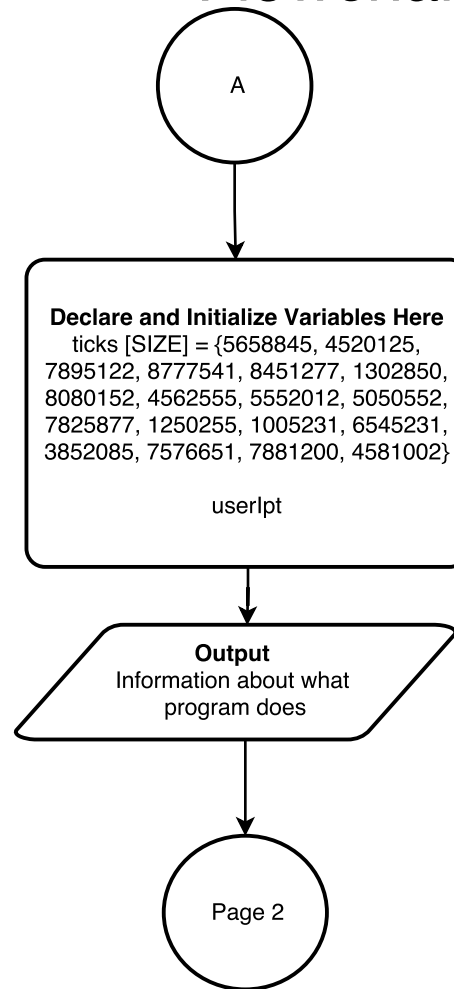 A
Declare and Initialize Variables Here
ticks [SIZE] = {5658845, 4520125,
7895122, 8777541, 8451277, 1302850,
8080152, 4562555, 5552012, 5050552,
7825877, 1250255, 1005231, 6545231,
3852085, 7576651, 7881200, 4581002}
userIpt
Output
Information about what
program does
Page 2